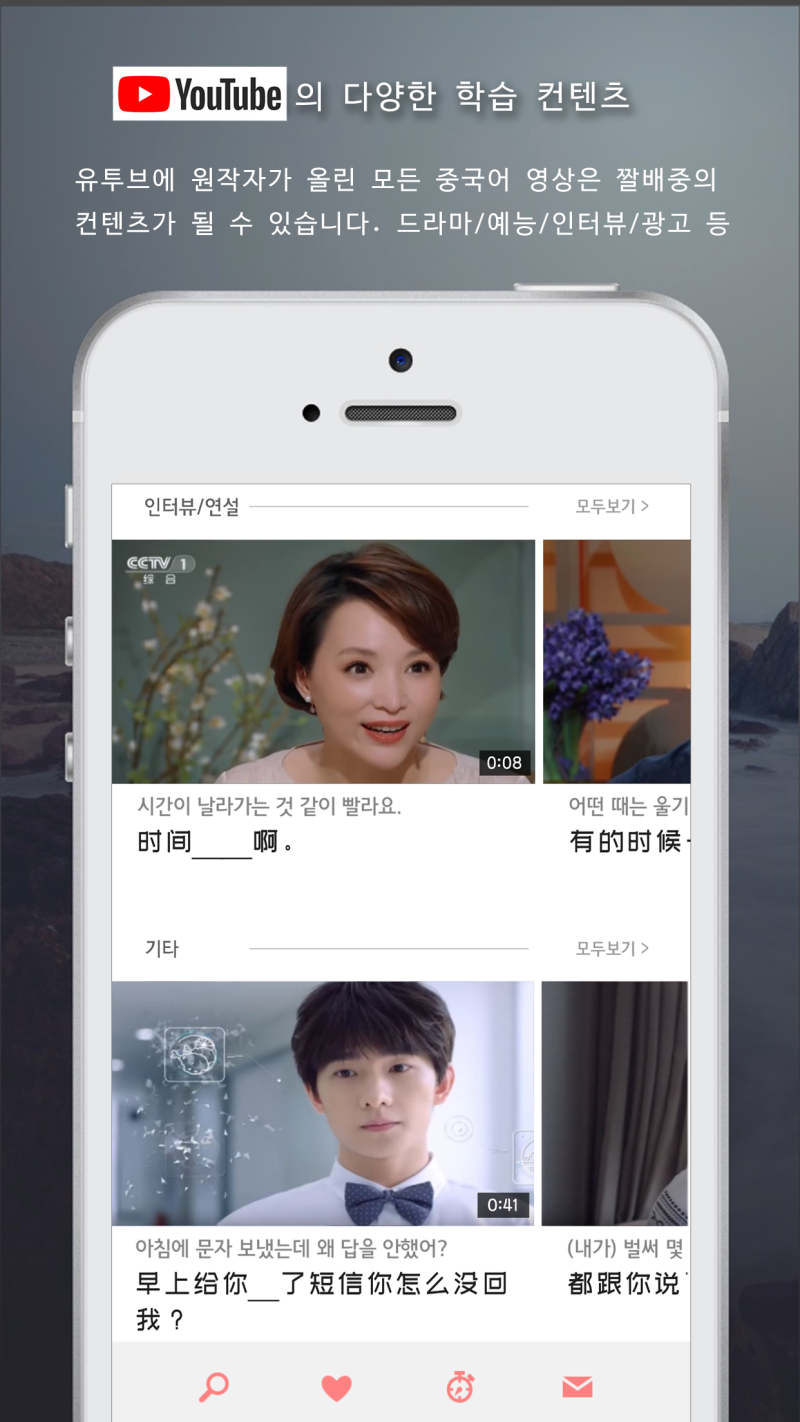 YouTube의 다양한 학습 컨텐츠
유투브에 원작자가 올린 모든 중국어 영상은 짤배중의
컨텐츠가 될 수 있습니다. 드라마/예능/인터뷰/광고 등
인터뷰/연설
모두보기 >
CCTV 1
综合
0:08
시간이 날라가는 것 같이 빨라요.
时间____啊。
어떤 때는 울기
有的时候
기타
모두보기 >
0:41
아침에 문자 보냈는데 왜 답을 안했어?
早上给你__了短信你怎么没回
我？
(내가) 벌써 몇
都跟你说